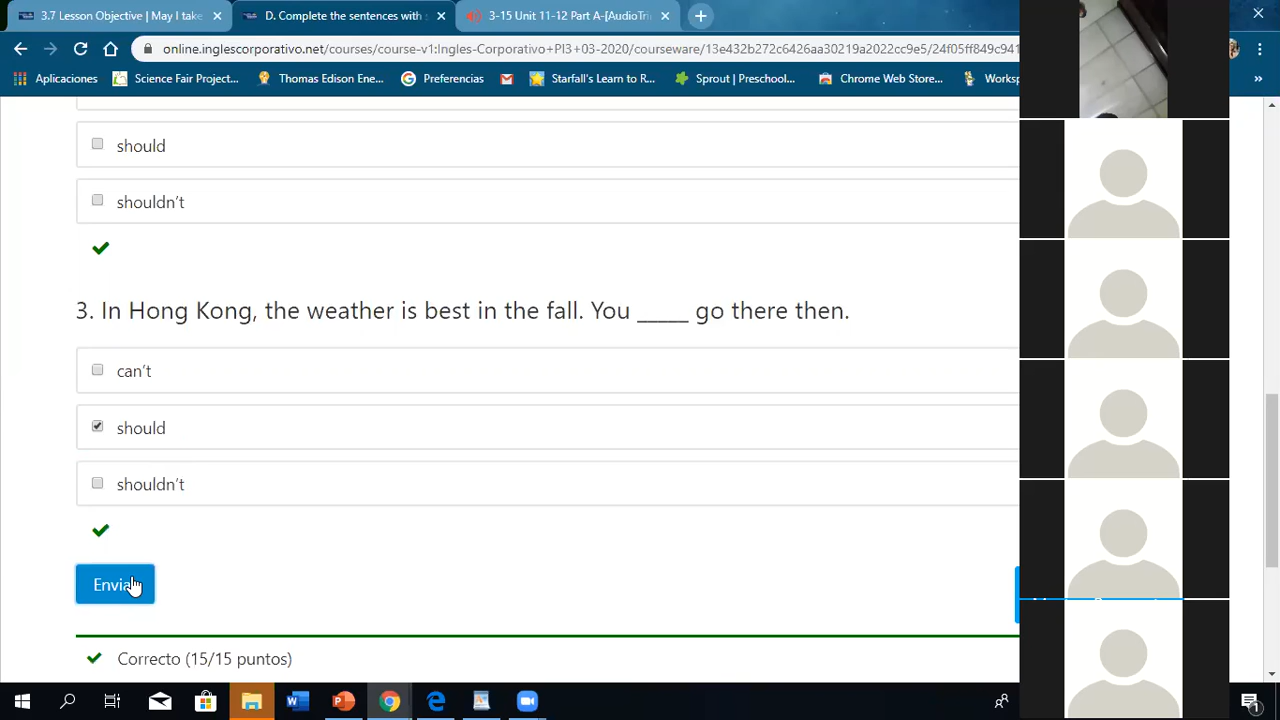 3.7 Lesson Objective | May I take
D. Complete the sentences with
3-15 Unit 11-12 Part A-[AudioTri
online.inglescorporativo.net/courses/course-v1:Ingles-Corporativo+PI3+03-2020/courseware/13e432b272c6426aa30219a2022cc9e5/24f05ff849c941
Aplicaciones Science Fair Project... Thomas Edison Ene... Preferencias Starfall's Learn to R... Sprout | Preschool... Chrome Web Store... Works
should
shouldn't
3. In Hong Kong, the weather is best in the fall. You _____ go there then.
can't
should
shouldn't
Enviar
Correcto (15/15 puntos)